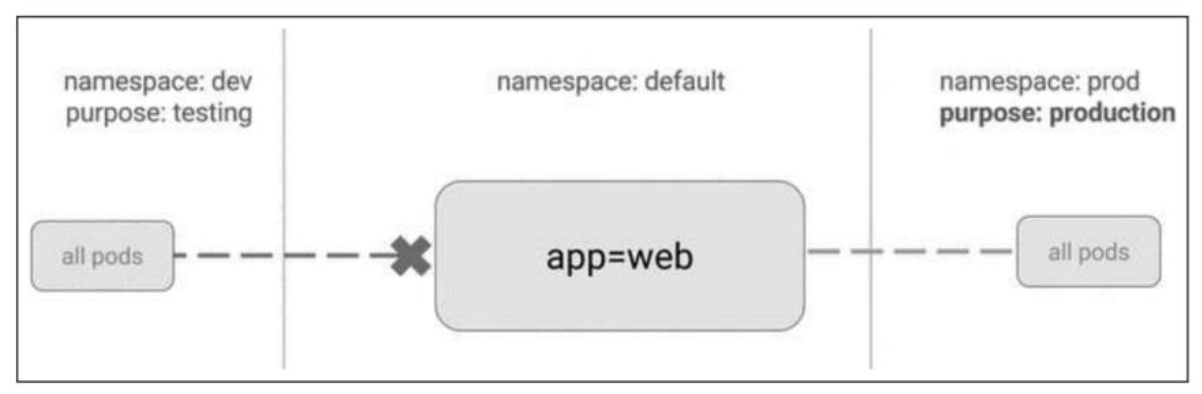 namespace: dev
purpose: testing
namespace: default
namespace: prod
purpose: production
all pods
app=web
all pods